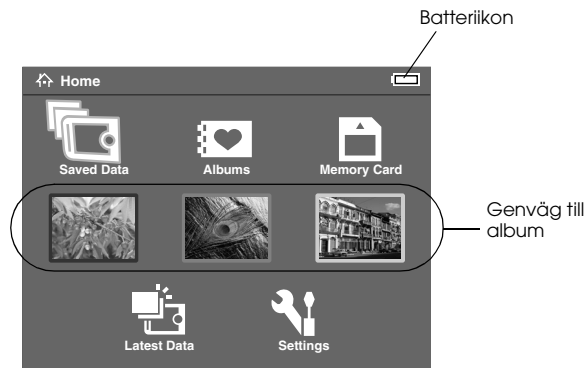 Batteriikon
Home
Saved Data
Albums
Memory Card
Genväg till
album
Latest Data
Settings